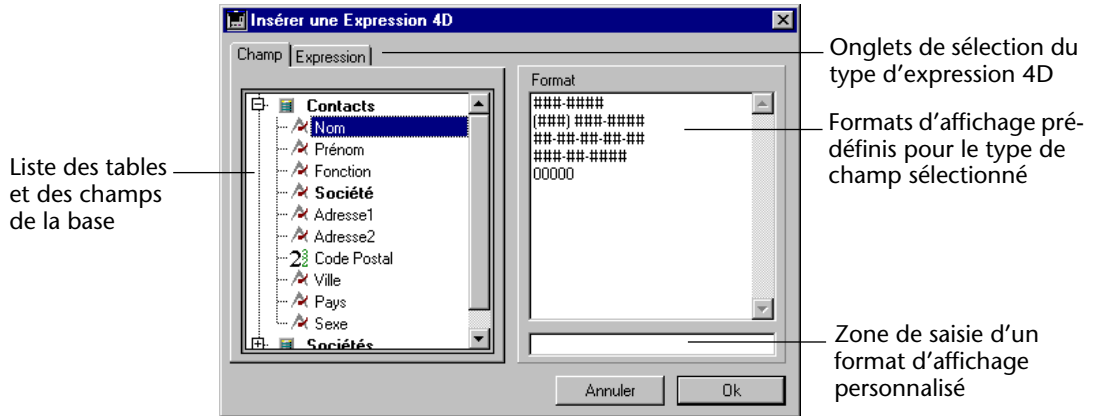 Insérer une Expression 4D
Champ
Expression
Onglets de sélection du
type d'expression 4D
Liste des tables
et des champs
de la base
Contacts
Nom
Prénom
Fonction
Société
Adresse1
Adresse2
Code Postal
Ville
Pays
Sexe
Sociétés
Format
###-####
(###) ###-####
##-##-##-##-##
###-##-####
00000
Formats d'affichage pré-
définis pour le type de
champ sélectionné
Zone de saisie d'un
format d'affichage
personnalisé
Annuler
Ok